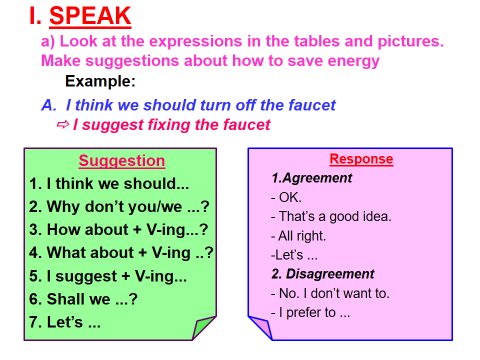 I. SPEAK
a) Look at the expressions in the tables and pictures.
Make suggestions about how to save energy
Example:
A. I think we should turn off the faucet
⇨ I suggest fixing the faucet
Suggestion
1. I think we should...
2. Why don't you/we ...?
3. How about + V-ing...?
4. What about + V-ing ..?
5. I suggest + V-ing...
6. Shall we ...?
7. Let's ...
Response
1.Agreement
- OK.
- That's a good idea.
- All right.
-Let's ...
2. Disagreement
- No. I don't want to.
- I prefer to ...